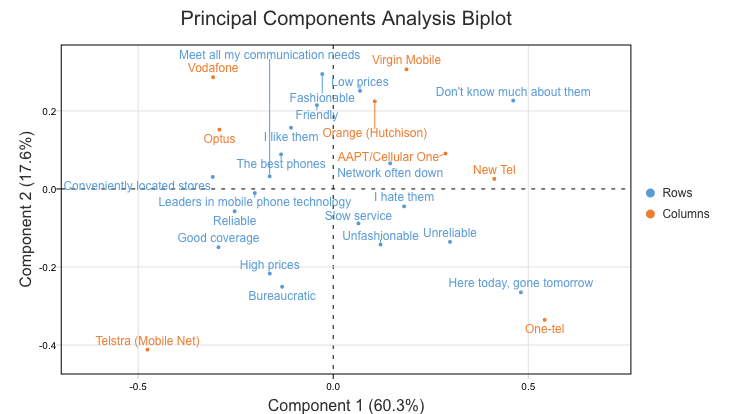 Principal Components Analysis Biplot
Meet all my communication needs
Virgin Mobile
Vodafone
Low prices
Don't know much about them
Fashionable
0.2
Friendly
Optus
I like them
Orange (Hutchison)
AAPT/Cellular One
The best phones
New Tel
Network often down
Conveniently located stores
0.0
Leaders in mobile phone technology
I hate them
Rows
Columns
Reliable
Slow service
Good coverage
Unfashionable
Unreliable
High prices
-0.2
Here today, gone tomorrow
Bureaucratic
One-tel
Telstra (Mobile Net)
-0.4
-0.5
0.0
0.5
Component 1 (60.3%)
Component 2 (17.6%)